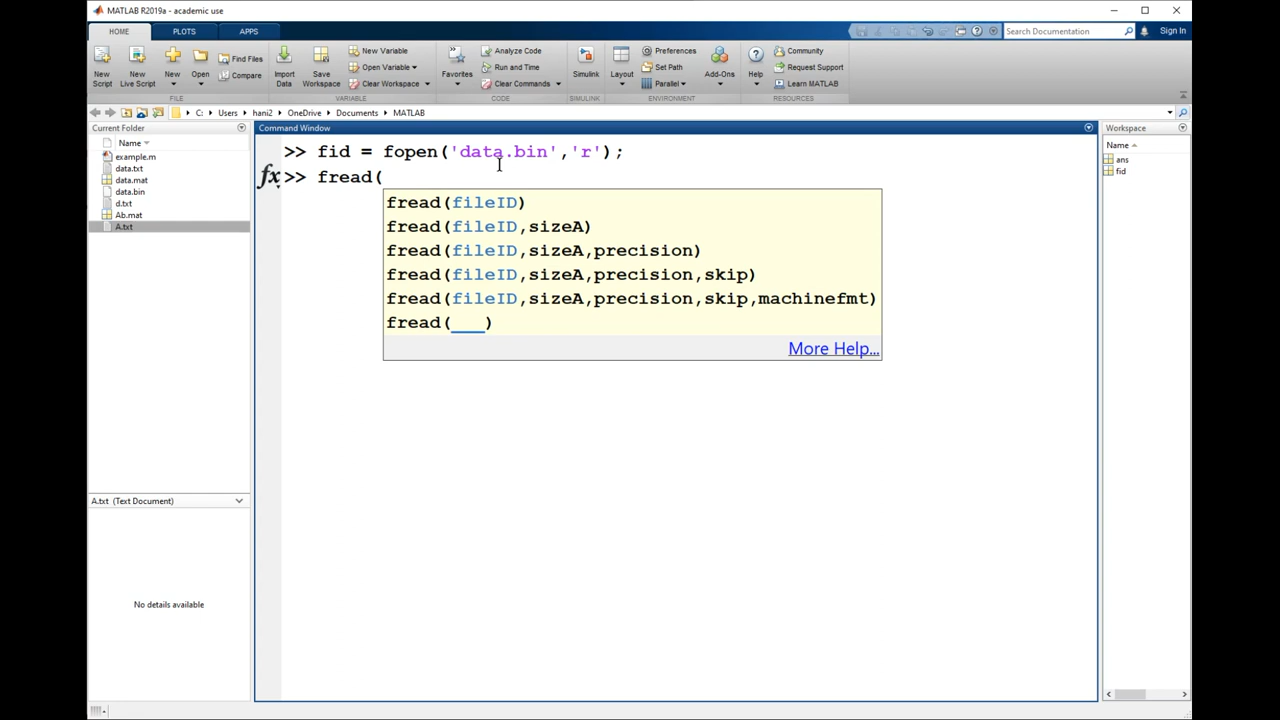 MATLAB R2019a - academic use
HOME PLOTS APPS
Search Documentation
Sign In
New Script
New Live Script
New
Open
Find Files
Compare
FILE
Import Data
Save Workspace
New Variable
Open Variable
Clear Workspace
VARIABLE
Favorites
Analyze Code
Run and Time
Clear Commands
CODE
Simulink
SIMULINK
Layout
Preferences
Set Path
Parallel
Add-Ons
ENVIRONMENT
Help
Community
Request Support
Learn MATLAB
RESOURCES
C: Users hani2 OneDrive Documents MATLAB
Current Folder
Name
example.m
data.txt
data.mat
data.bin
d.txt
Ab.mat
A.txt
A.txt (Text Document)
No details available
Command Window
>> fid = fopen('data.bin','r');
fx >> fread(
fread(fileID)
fread(fileID,sizeA)
fread(fileID,sizeA,precision)
fread(fileID,sizeA,precision,skip)
fread(fileID,sizeA,precision,skip,machinefmt)
fread(___)
More Help...
Workspace
Name
ans
fid